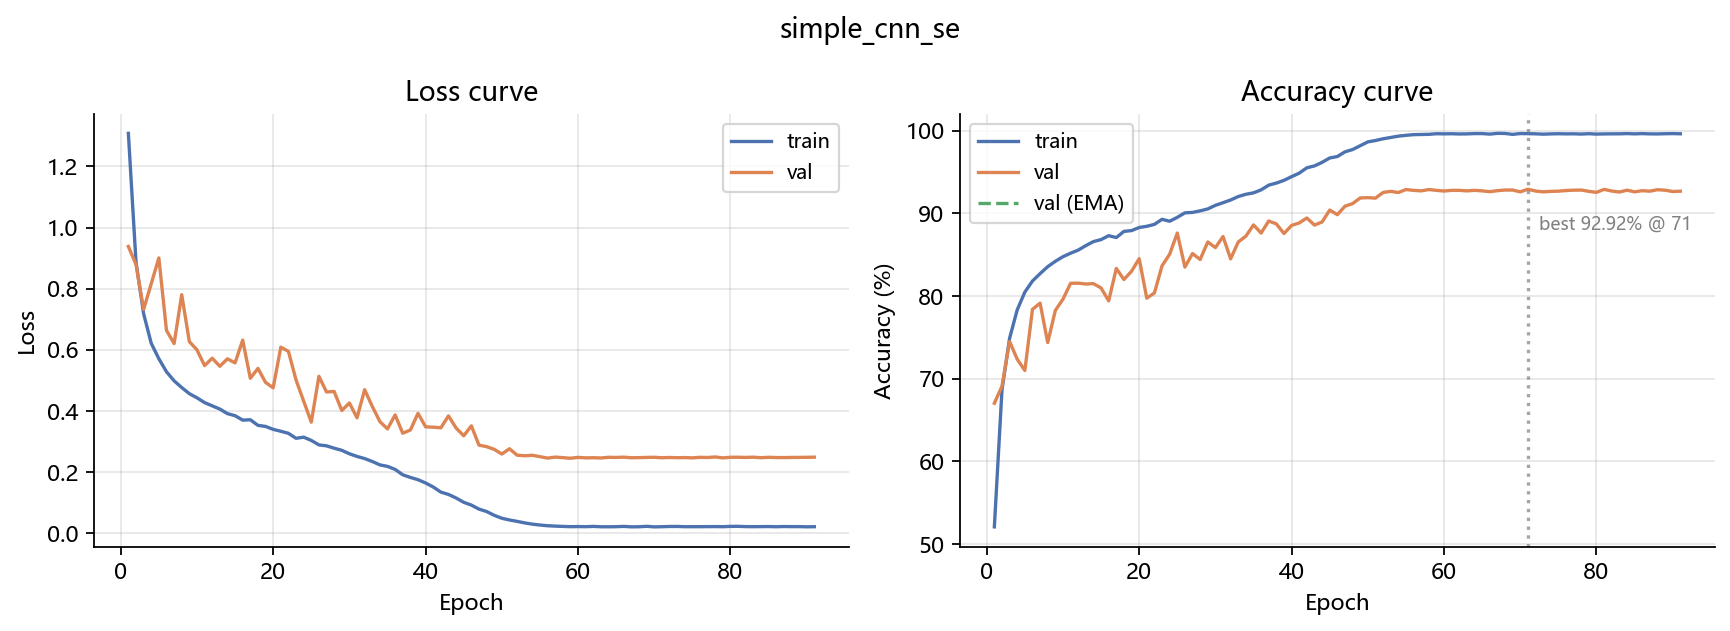 simple_cnn_se
Loss curve
train
val
1.2
1.0
0.8
0.6
0.4
0.2
0.0
Loss
0 20 40 60 80
Epoch
Accuracy curve
train
val
val (EMA)
best 92.92% @ 71
100
90
80
70
60
50
Accuracy (%)
0 20 40 60 80
Epoch